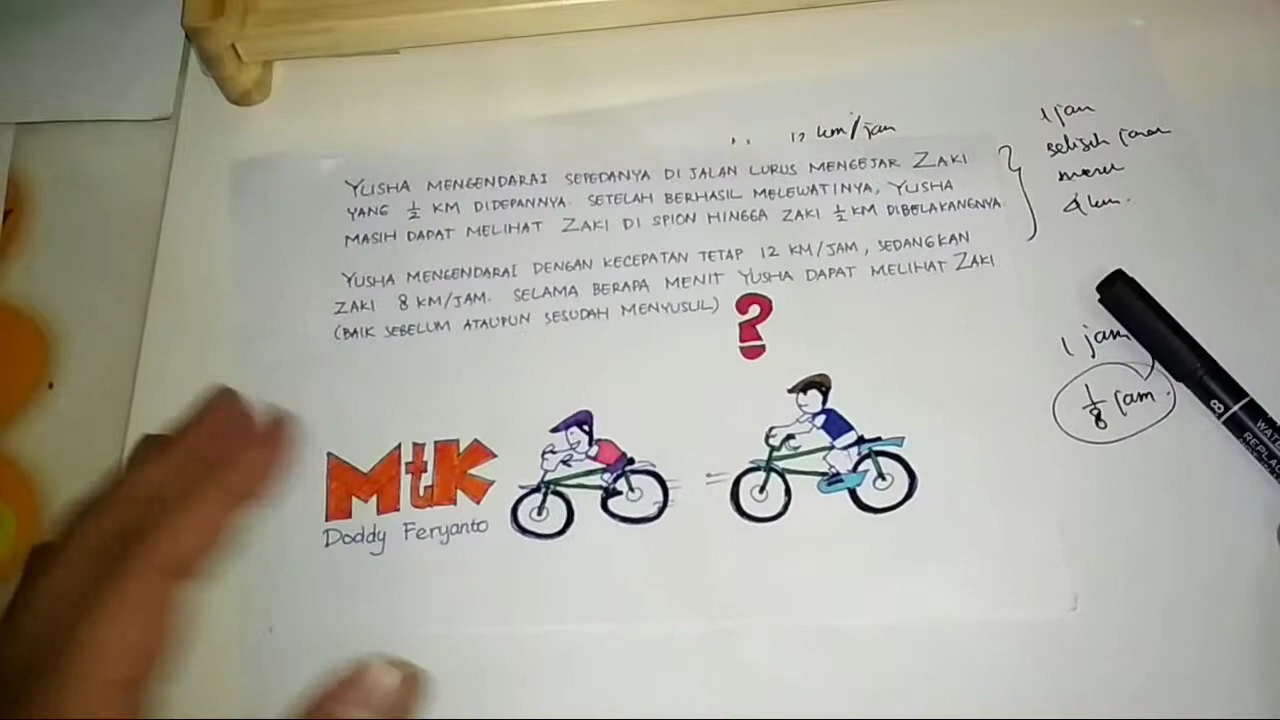 12 km/jam
YUSHA MENGENDARAI SEPEDANYA DI JALAN LURUS MENGEJAR ZAKI
YANG 1/2 KM DIDEPANNYA. SETELAH BERHASIL MELEWATINYA, YUSHA
MASIH DAPAT MELIHAT ZAKI DI SPION HINGGA ZAKI 1/2 KM DIBELAKANGNYA.
YUSHA MENGENDARAI DENGAN KECEPATAN TETAP 12 KM/JAM, SEDANGKAN
ZAKI 8 KM/JAM. SELAMA BERAPA MENIT YUSHA DAPAT MELIHAT ZAKI
(BAIK SEBELUM ATAUPUN SESUDAH MENYUSUL)?
1 jam
selisih jarak
4 km.
1 jam
1/8 jam.
MtK
Doddy Feryanto
8
REPLAC